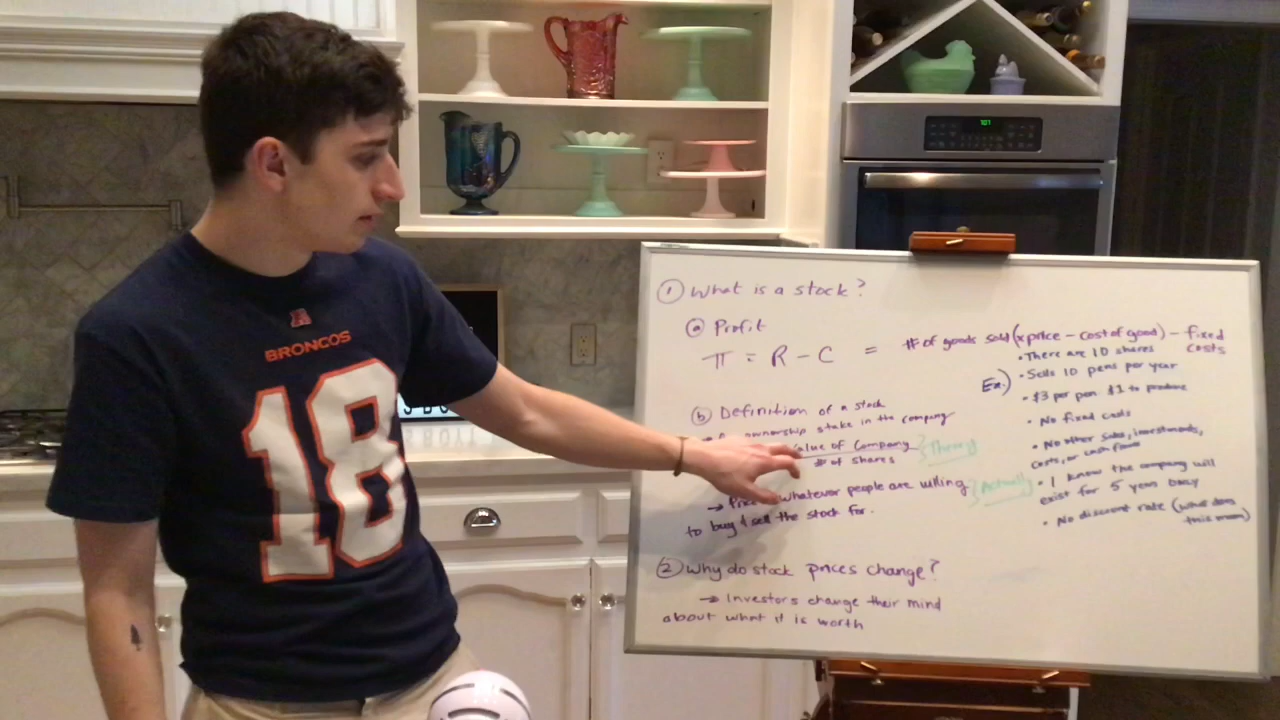 BRONCOS
18
① What is a stock?
ⓐ Profit
π = R - C = # of goods sold (x price - cost of good) - fixed costs
ⓑ Definition of a stock
ownership stake in the company
Value of Company } Theory
# of shares
→ Price whatever people are willing } Actually
to buy & sell the stock for.
② Why do stock prices change?
→ Investors change their mind
about what it is worth
Ex.)
• There are 10 shares
• Sells 10 pens per year
• $3 per pen $1 to produce
• No fixed costs
• No other sales, investments,
costs, or cash flows
• I know the company will
exist for 5 years
• No discount rate (what does
this mean)